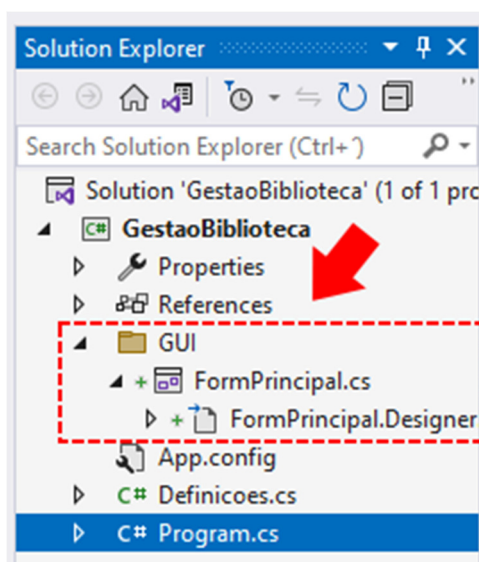 Solution Explorer
Search Solution Explorer (Ctrl+´)
Solution 'GestaoBiblioteca' (1 of 1 pro
C# GestaoBiblioteca
Properties
References
GUI
FormPrincipal.cs
FormPrincipal.Designer.
App.config
C# Definicoes.cs
C# Program.cs